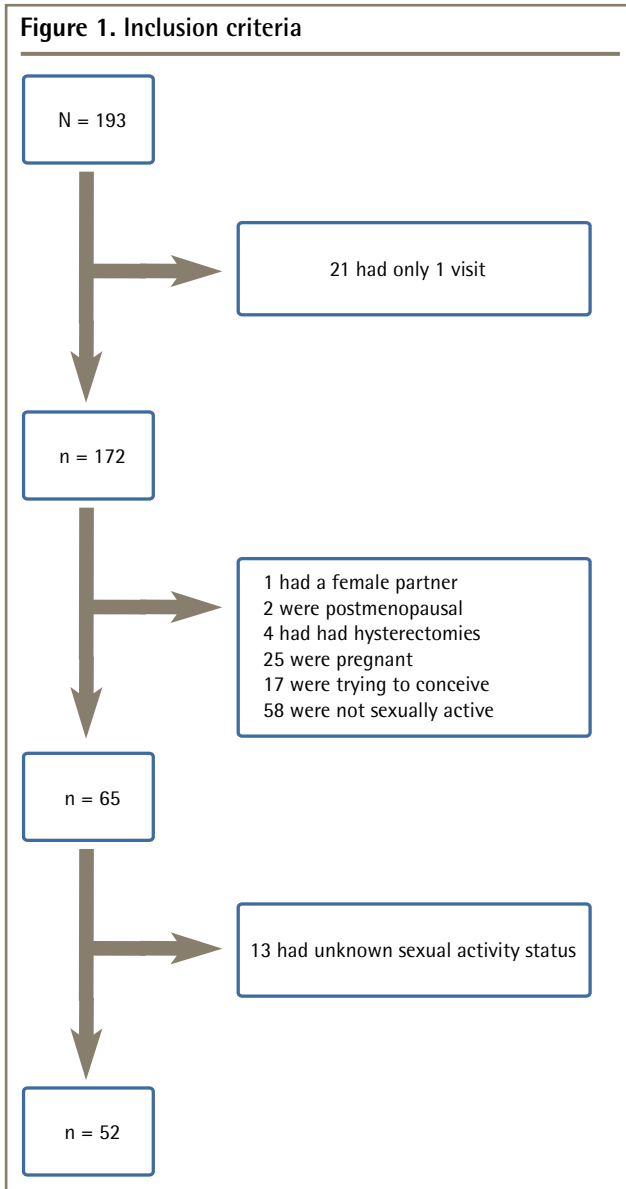 Figure 1. Inclusion criteria
N = 193
21 had only 1 visit
n = 172
1 had a female partner
2 were postmenopausal
4 had had hysterectomies
25 were pregnant
17 were trying to conceive
58 were not sexually active
n = 65
13 had unknown sexual activity status
n = 52